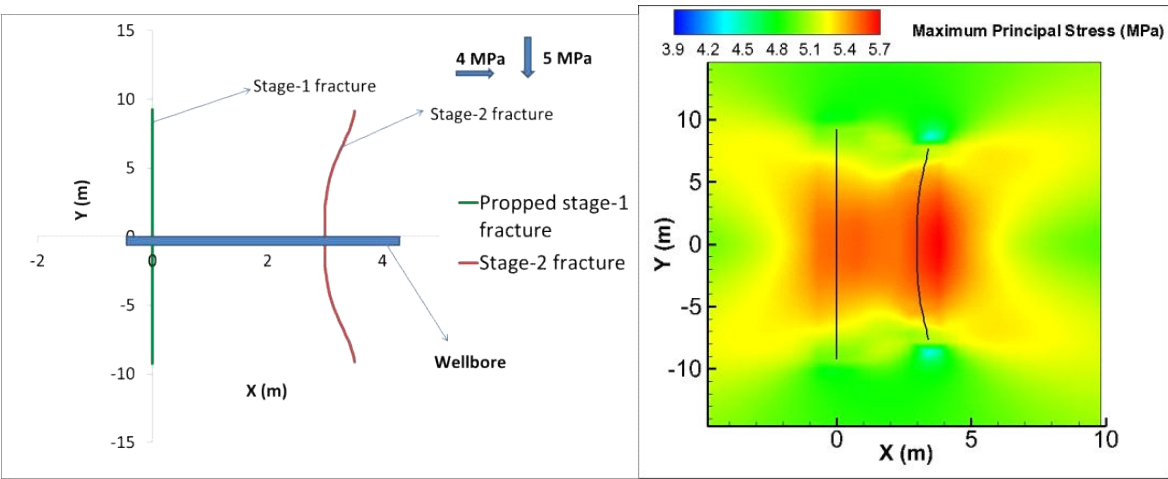 15
10
5
0
-5
-10
-15
-2
0
2
4
Y (m)
X (m)
4 MPa
5 MPa
Stage-1 fracture
Stage-2 fracture
Propped stage-1
fracture
Stage-2 fracture
Wellbore
Maximum Principal Stress (MPa)
3.9 4.2 4.5 4.8 5.1 5.4 5.7
10
5
0
-5
-10
Y (m)
0
5
10
X (m)